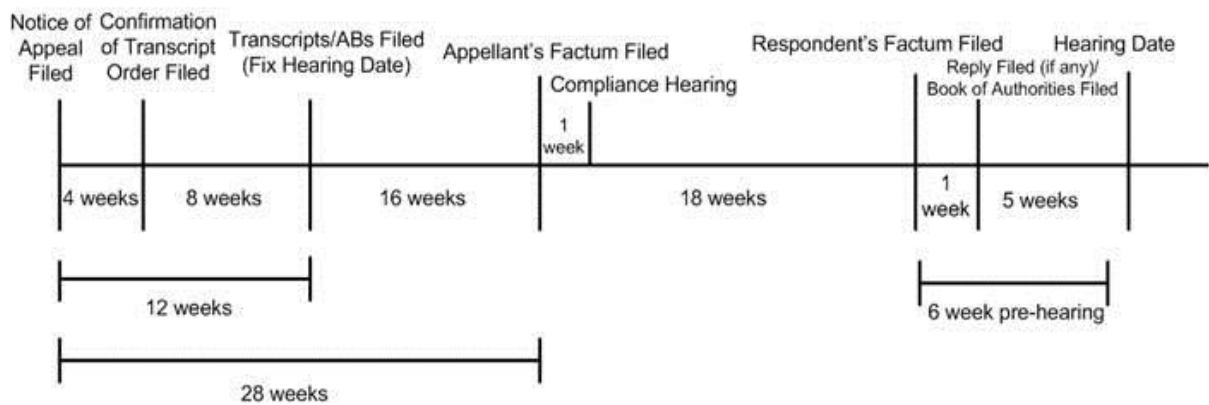 Notice of
Appeal
Filed
Confirmation
of Transcript
Order Filed
Transcripts/ABs Filed
(Fix Hearing Date)
Appellant's Factum Filed
Compliance Hearing
Respondent's Factum Filed
Reply Filed (if any)/
Book of Authorities Filed
Hearing Date
1
week
4 weeks
8 weeks
16 weeks
18 weeks
1
week
5 weeks
12 weeks
6 week pre-hearing
28 weeks